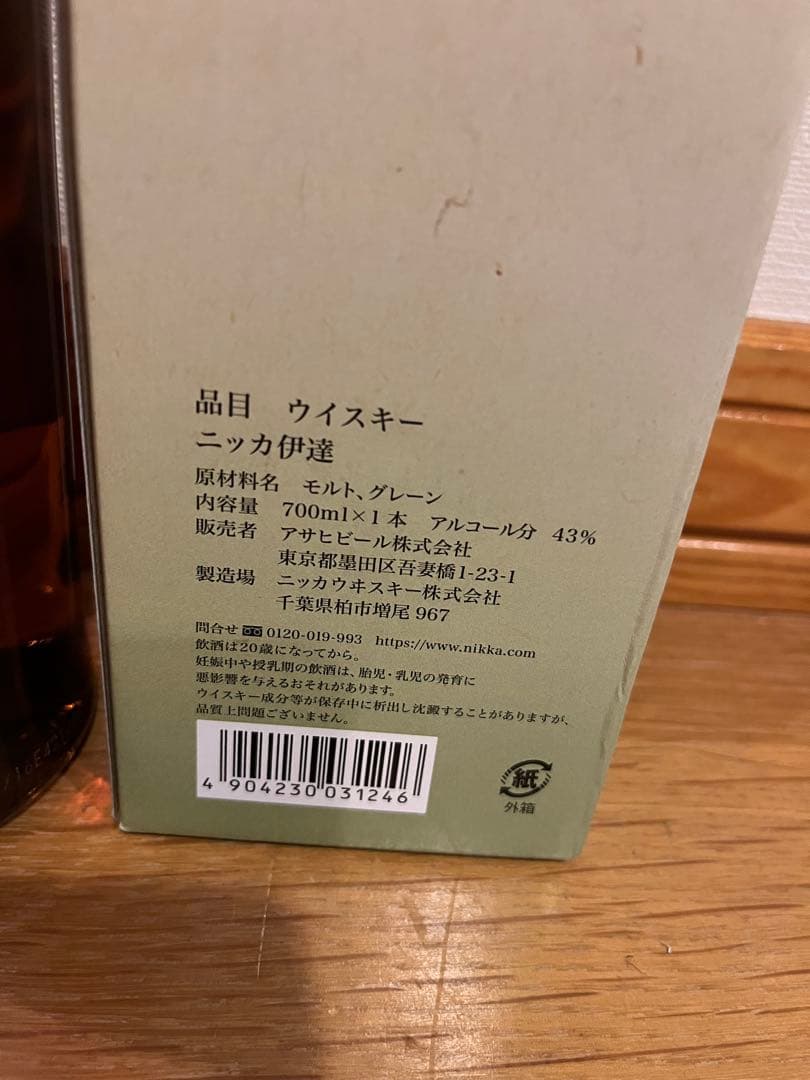 品目 ウイスキー
ニッカ伊達
原材料名 モルト、グレーン
内容量 700ml×1本 アルコール分 43%
販売者 アサヒビール株式会社
東京都墨田区吾妻橋1-23-1
製造場 ニッカウヰスキー株式会社
千葉県柏市増尾967
問合せ 0120-019-993 https://www.nikka.com
飲酒は20歳になってから。
妊娠中や授乳期の飲酒は、胎児・乳児の発育に
悪影響を与えるおそれがあります。
ウイスキー成分等が保存中に析出し沈澱することがありますが、
品質上問題ございません。
4 904230 031246
紙
外箱